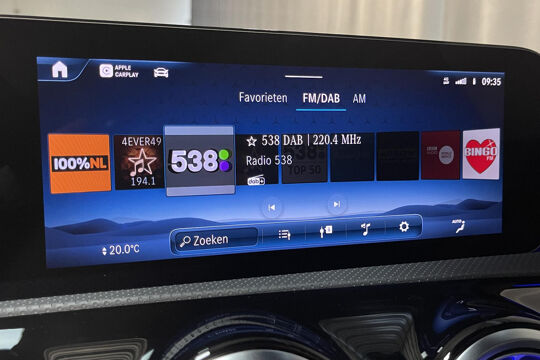 APPLE
CARPLAY
09:35
Favorieten FM/DAB AM
100%NL
4EVER49
194.1
538
538 DAB | 220.4 MHz
Radio 538
dab+
538
TOP 50
BINGO
FM
20.0°C
Zoeken
AUTO